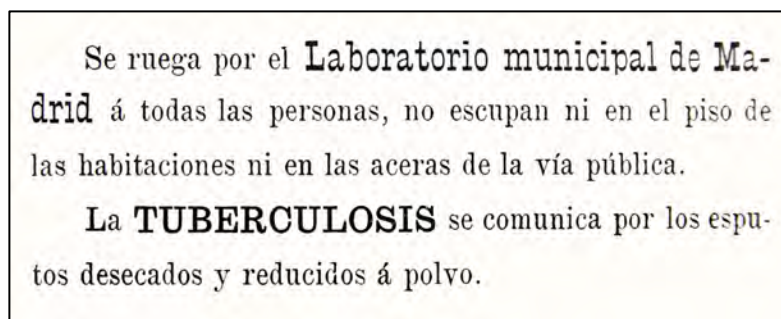 Se ruega por el Laboratorio municipal de Ma-
drid á todas las personas, no escupan ni en el piso de
las habitaciones ni en las aceras de la vía pública.
La TUBERCULOSIS se comunica por los espu-
tos desecados y reducidos á polvo.